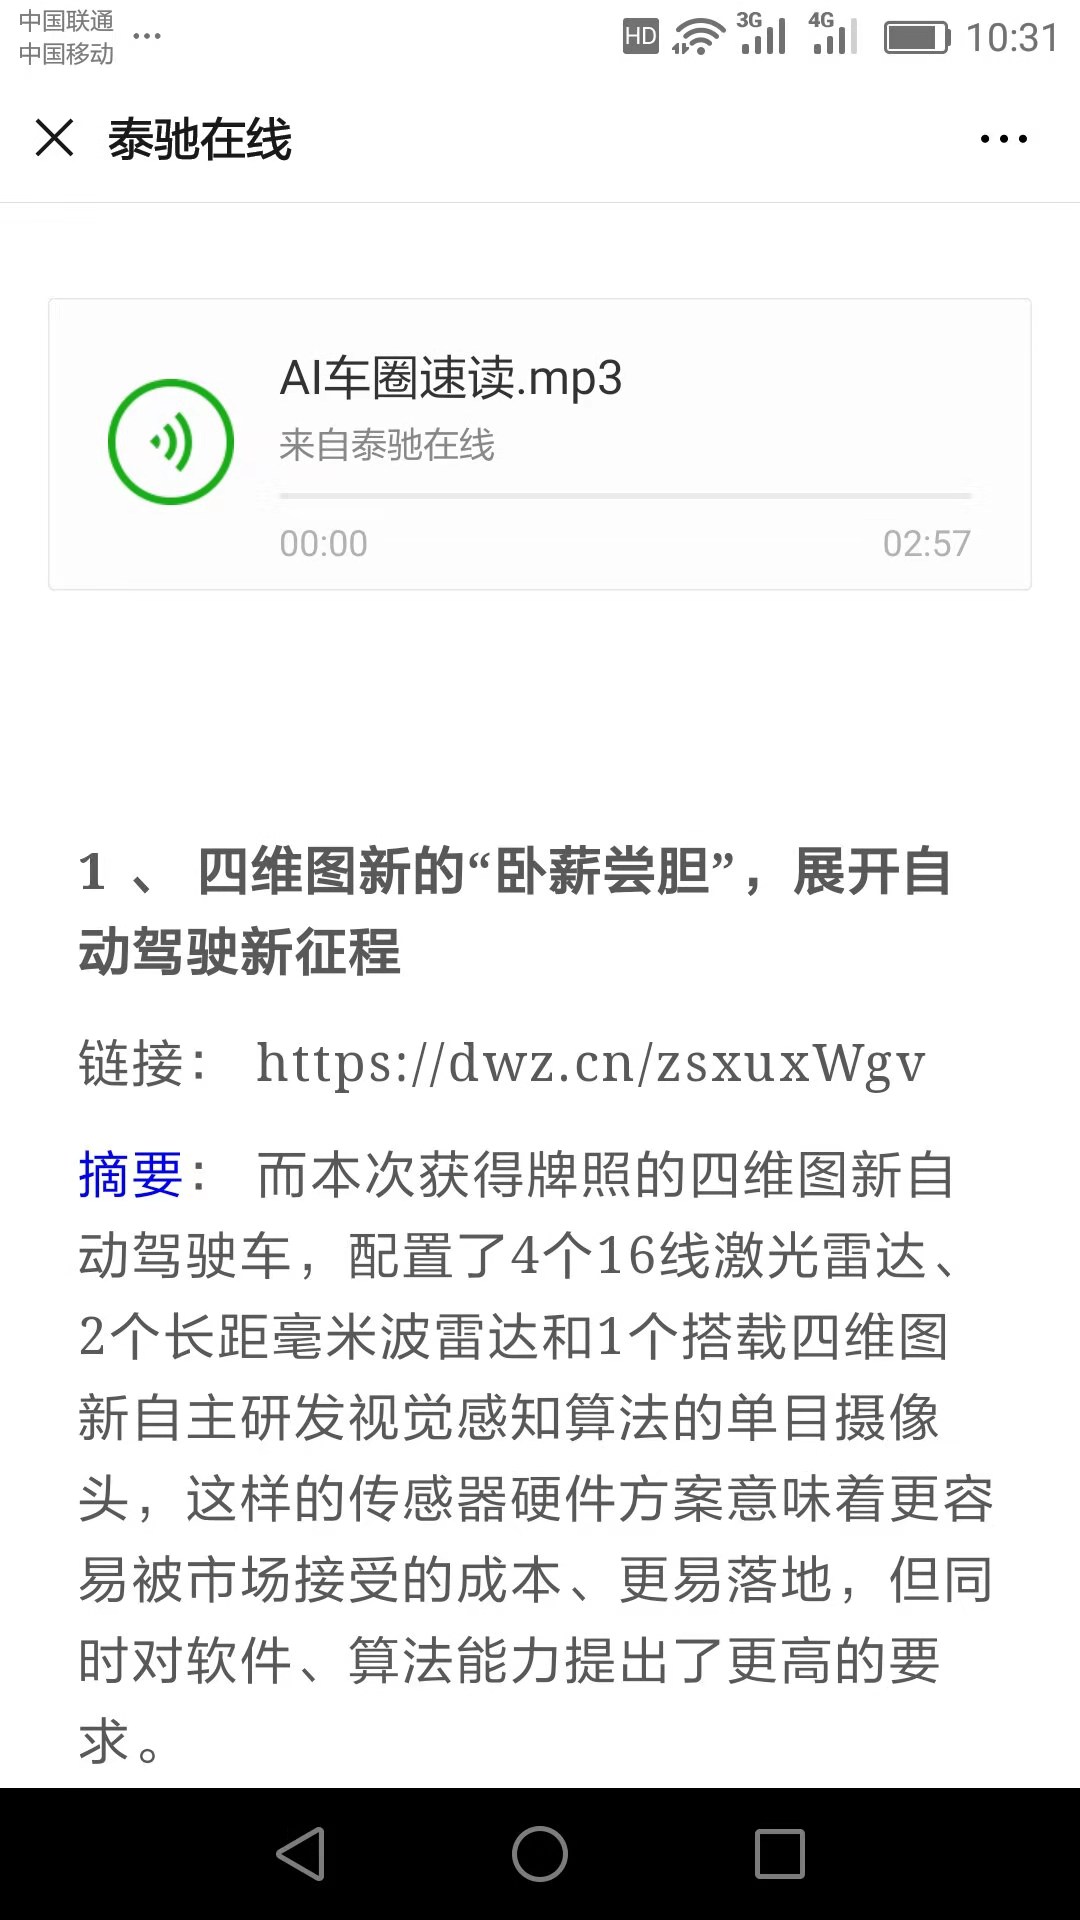 中国联通
中国移动
HD 3G 4G 10:31
泰驰在线
AI车圈速读.mp3
来自泰驰在线
00:00 02:57
1 、 四维图新的“卧薪尝胆”，展开自
动驾驶新征程
链接： https://dwz.cn/zsxuxWgv
摘要： 而本次获得牌照的四维图新自
动驾驶车，配置了4个16线激光雷达、
2个长距毫米波雷达和1个搭载四维图
新自主研发视觉感知算法的单目摄像
头，这样的传感器硬件方案意味着更容
易被市场接受的成本、更易落地，但同
时对软件、算法能力提出了更高的要
求。